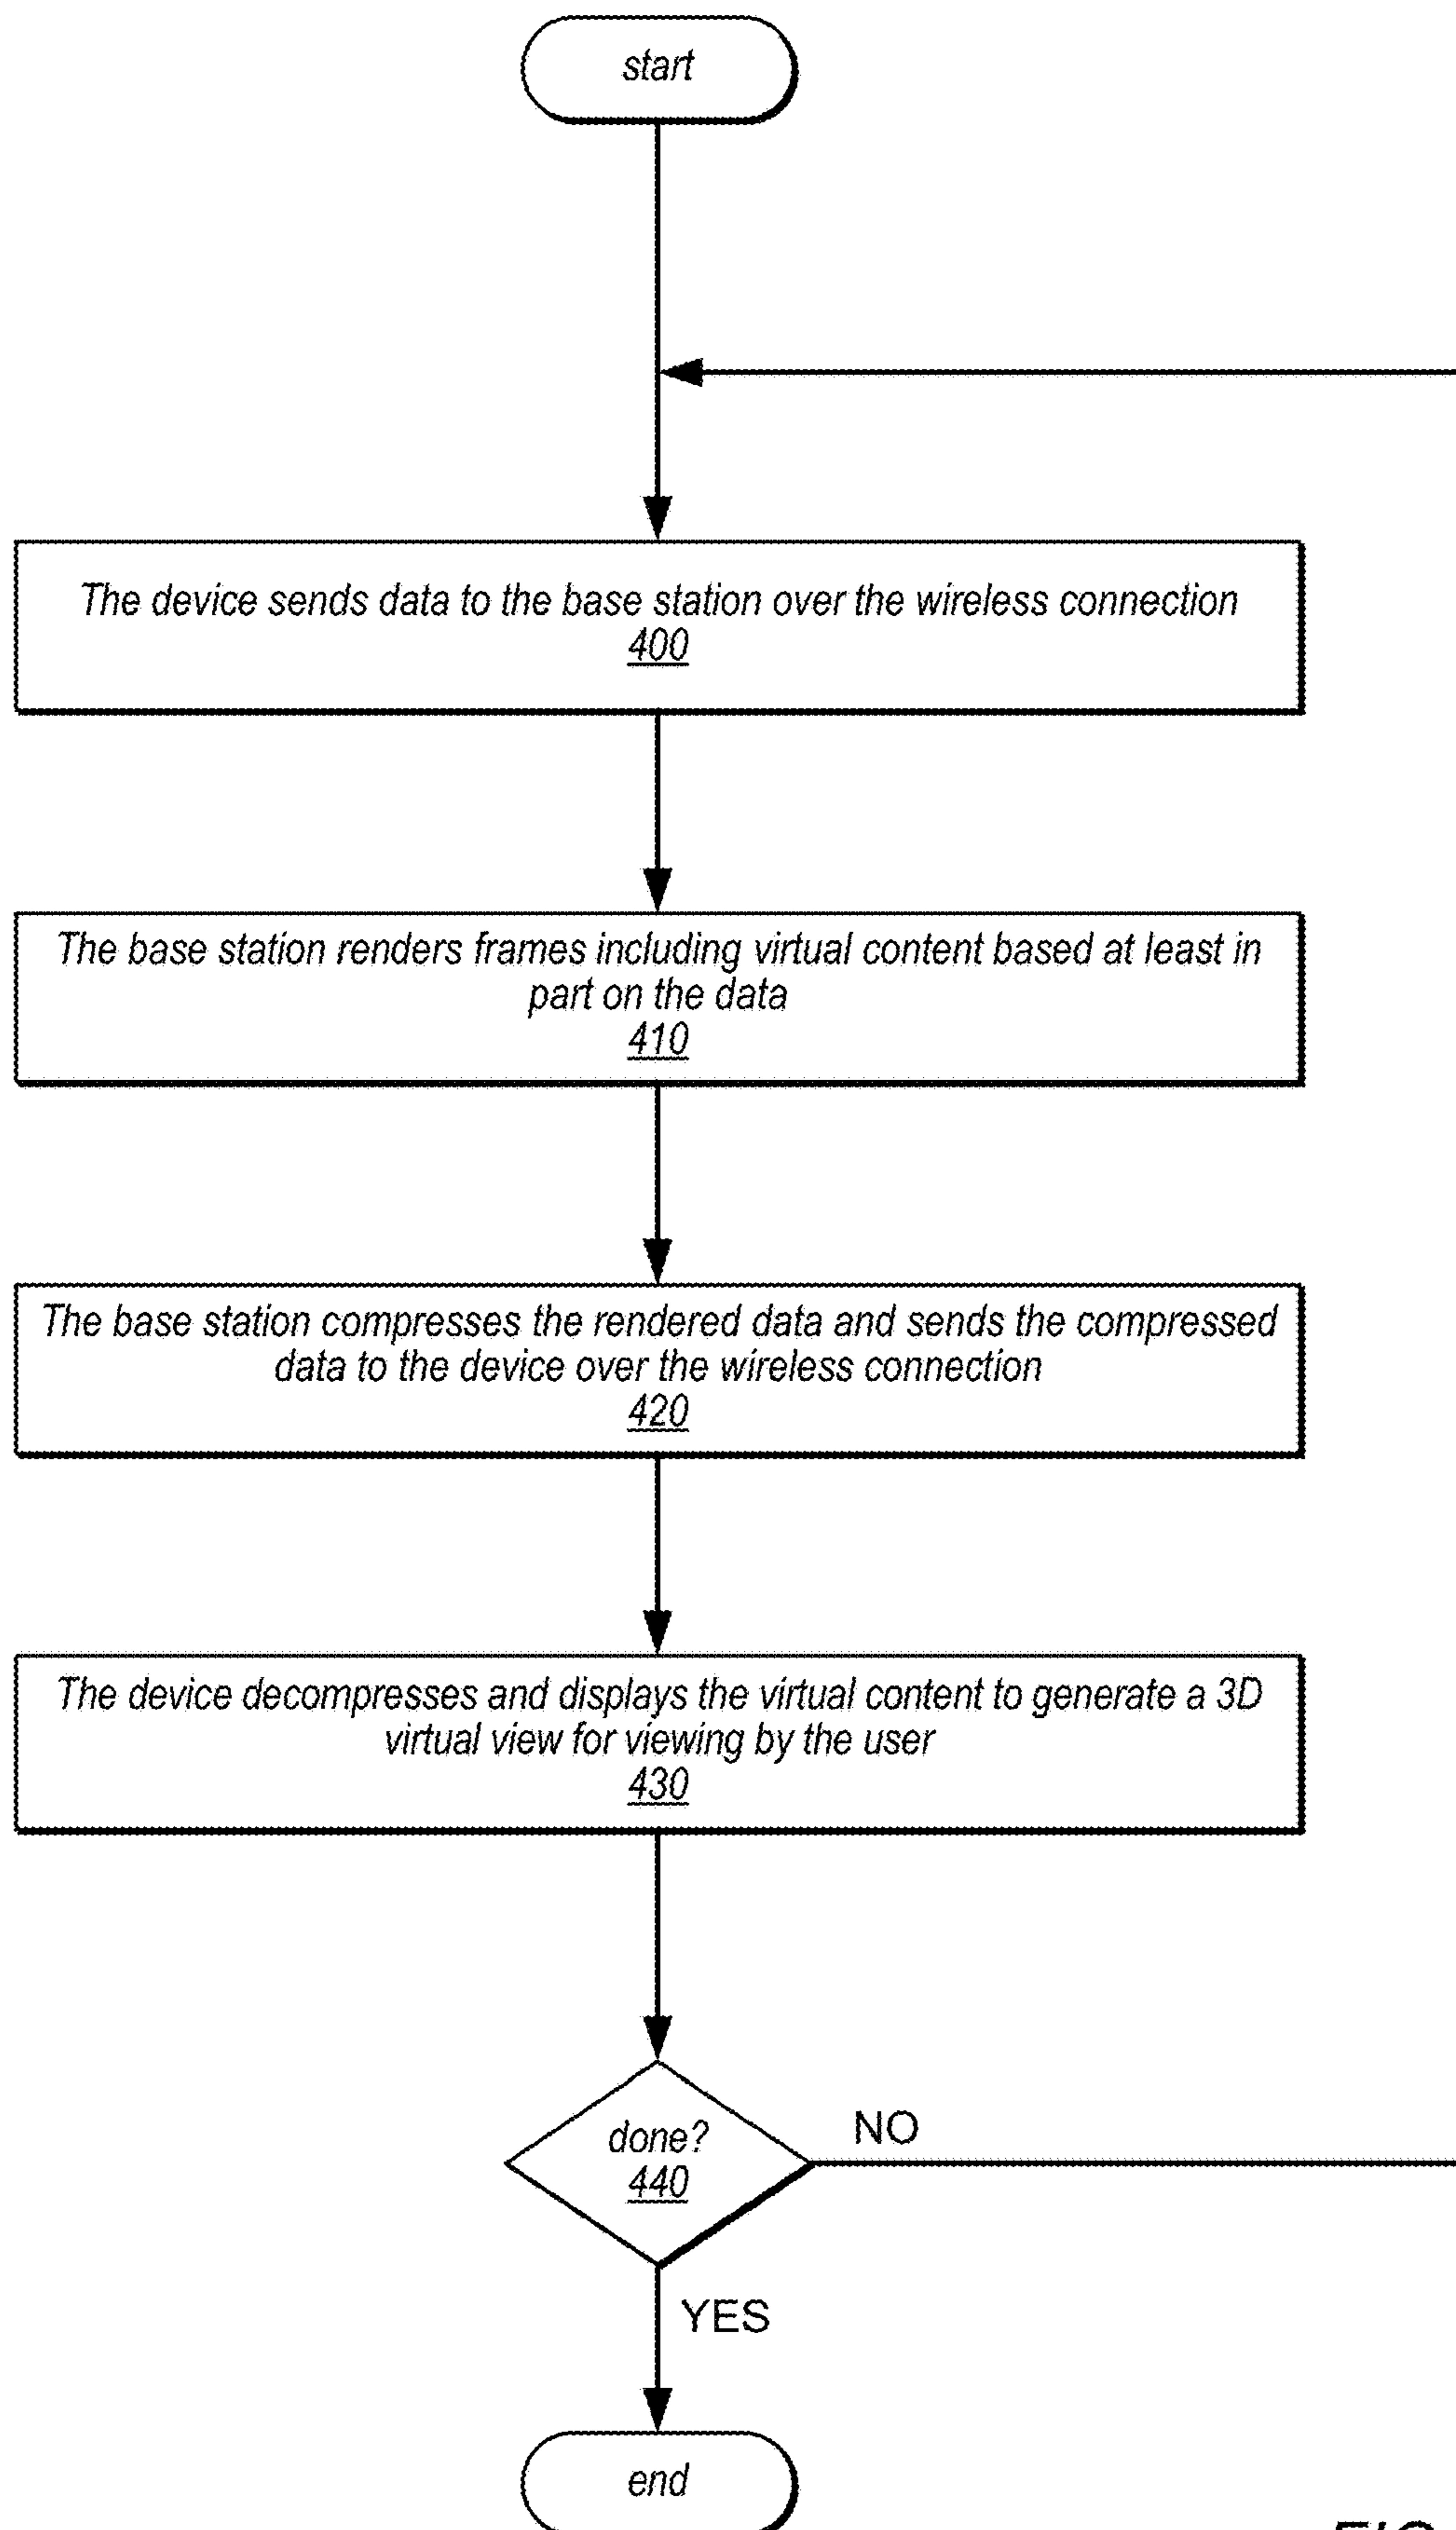 start
The device sends data to the base station over the wireless connection
400
The base station renders frames including virtual content based at least in
part on the data
410
The base station compresses the rendered data and sends the compressed
data to the device over the wireless connection
420
The device decompresses and displays the virtual content to generate a 3D
virtual view for viewing by the user
430
done?
440
NO
YES
end